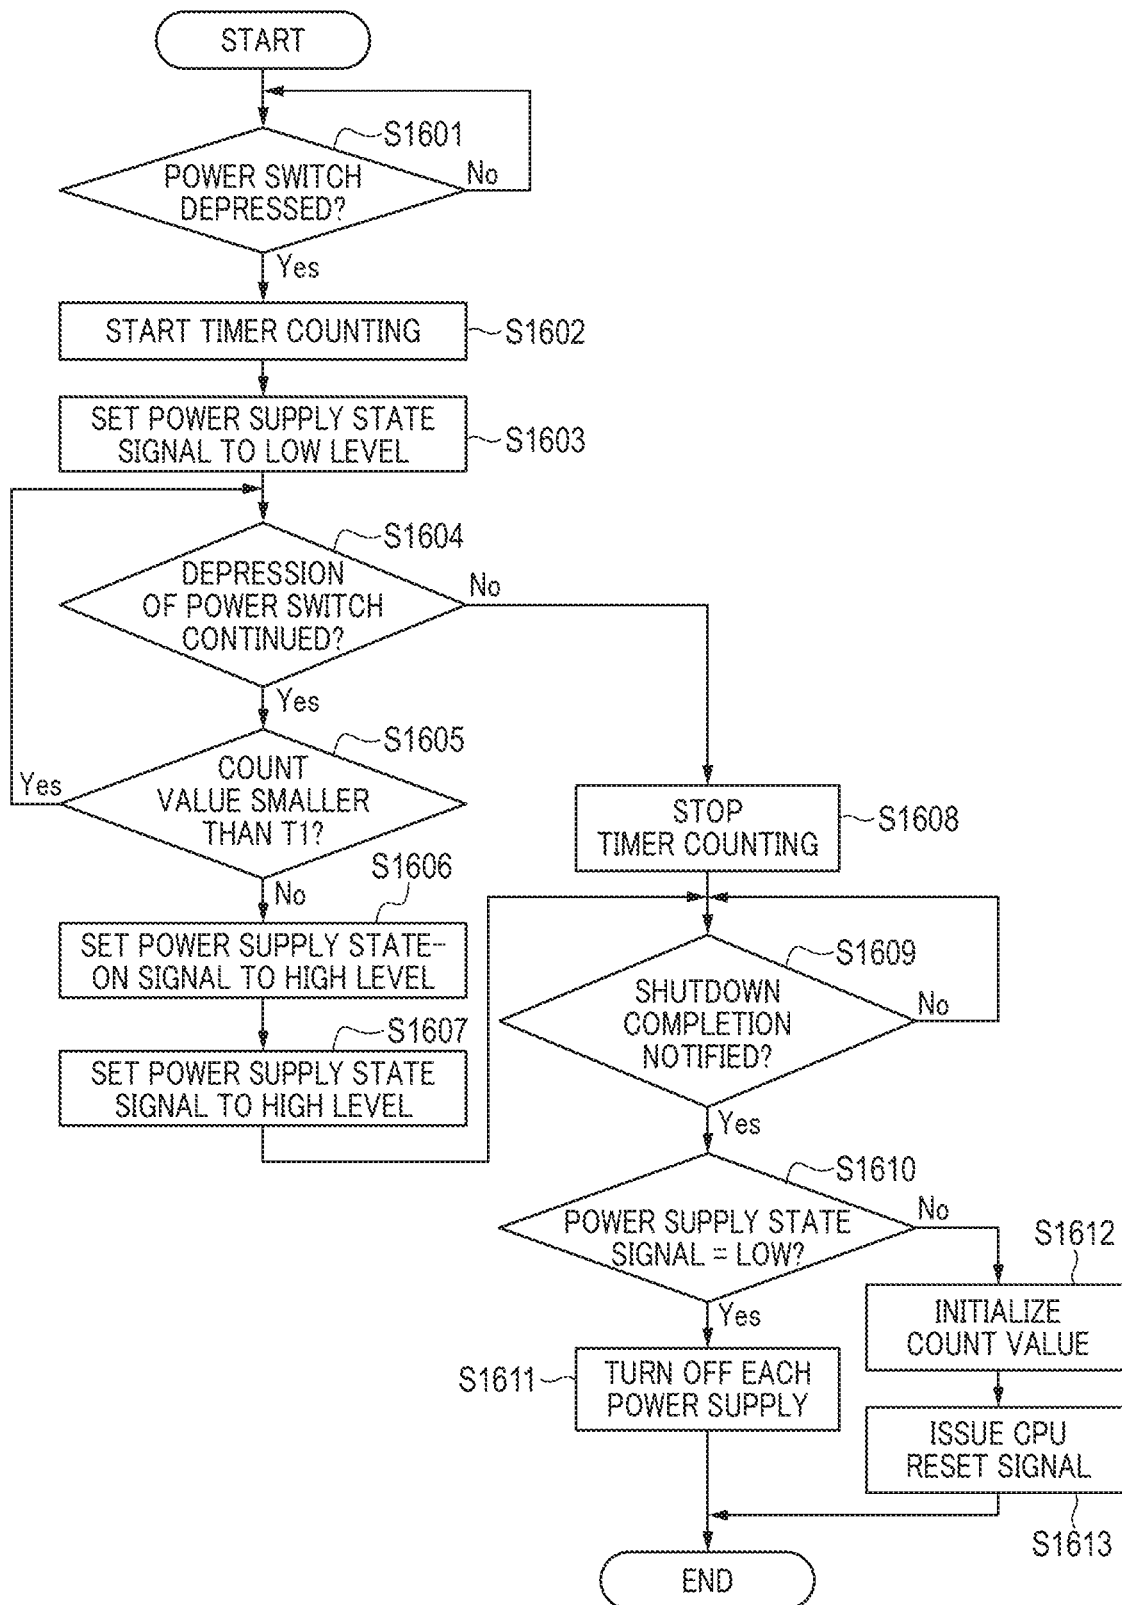 START
S1601
POWER SWITCH
DEPRESSED?
No
Yes
START TIMER COUNTING
S1602
SET POWER SUPPLY STATE
SIGNAL TO LOW LEVEL
S1603
S1604
DEPRESSION
OF POWER SWITCH
CONTINUED?
No
Yes
S1605
COUNT
VALUE SMALLER
THAN T1?
Yes
No
S1606
SET POWER SUPPLY STATE-
ON SIGNAL TO HIGH LEVEL
S1607
SET POWER SUPPLY STATE
SIGNAL TO HIGH LEVEL
STOP
TIMER COUNTING
S1608
S1609
SHUTDOWN
COMPLETION
NOTIFIED?
No
Yes
S1610
POWER SUPPLY STATE
SIGNAL = LOW?
No
Yes
S1611
TURN OFF EACH
POWER SUPPLY
S1612
INITIALIZE
COUNT VALUE
ISSUE CPU
RESET SIGNAL
S1613
END